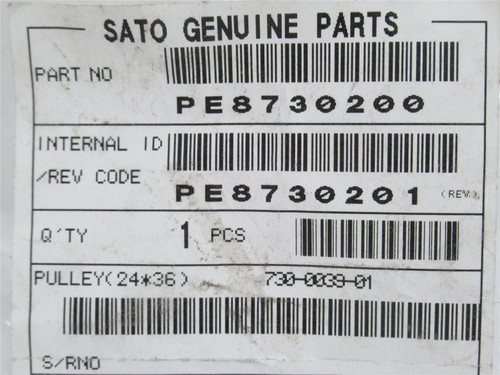 SATO GENUINE PARTS
PART NO
PE8730200
INTERNAL ID
/REV CODE
PE8730201 (REV)
Q'TY 1 PCS
PULLEY(24*36) 730-0039-01
S/RNO